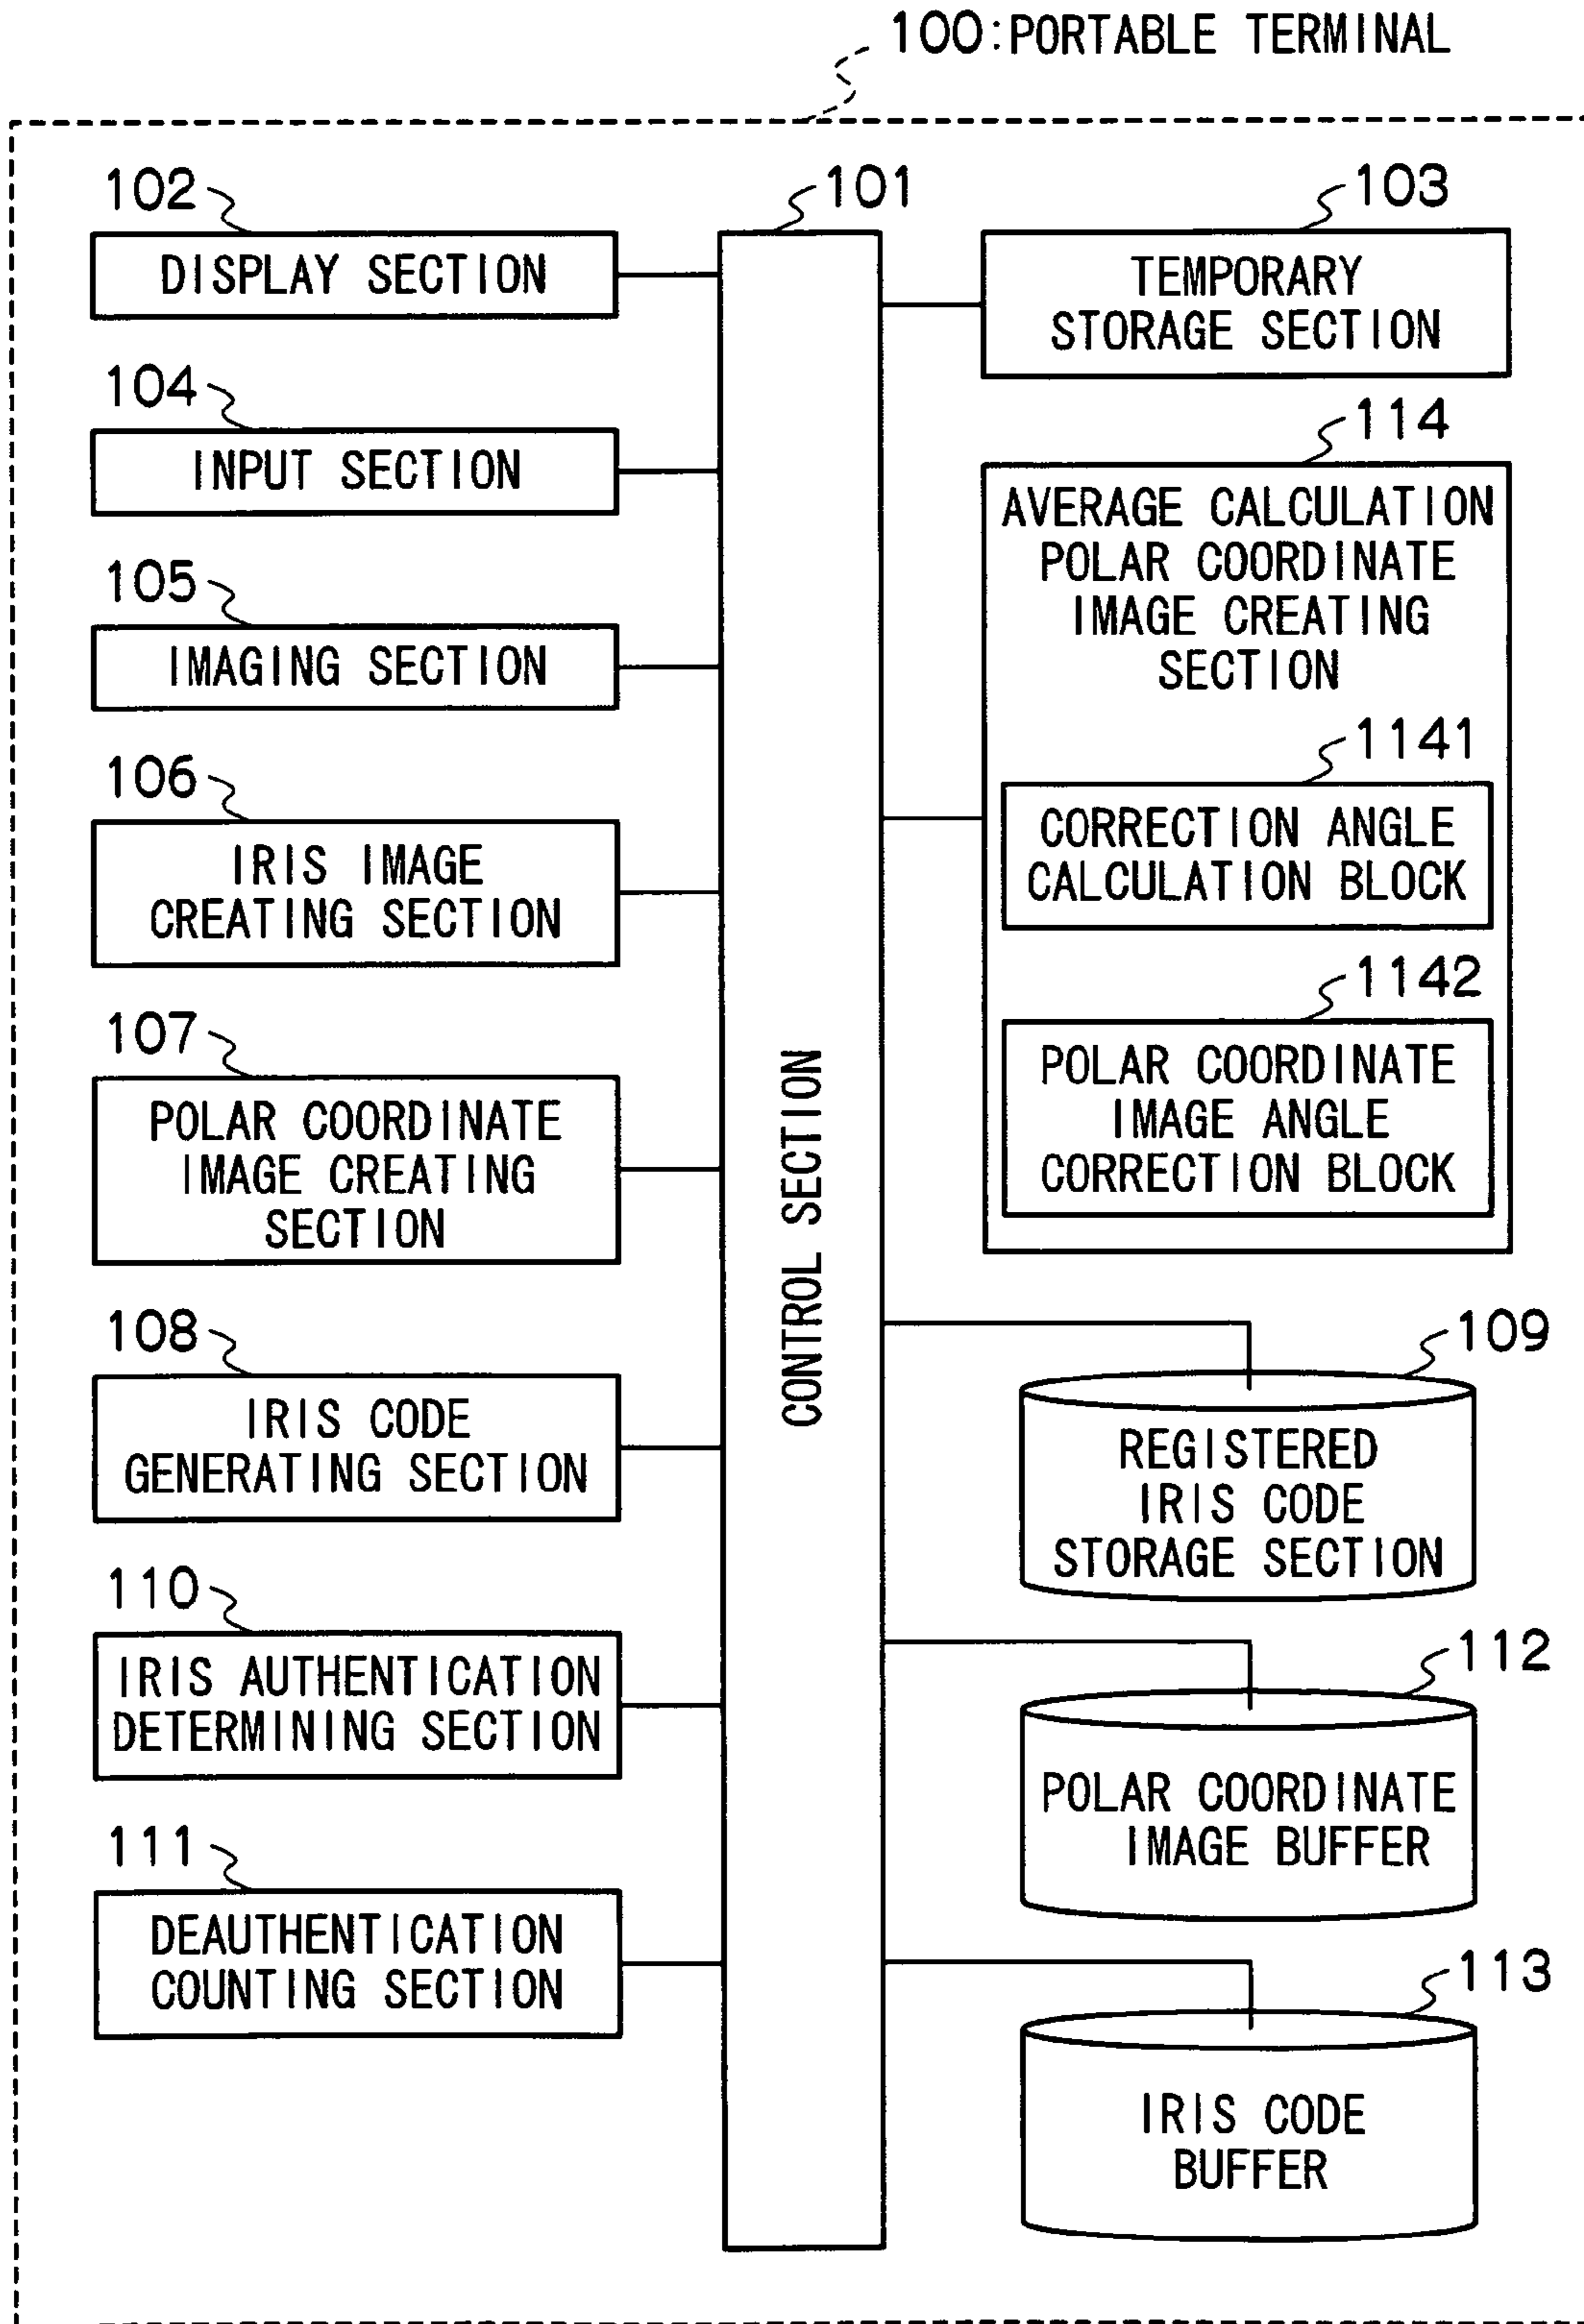 100:PORTABLE TERMINAL
102
DISPLAY SECTION
104
INPUT SECTION
105
IMAGING SECTION
106
IRIS IMAGE
CREATING SECTION
107
POLAR COORDINATE
IMAGE CREATING
SECTION
108
IRIS CODE
GENERATING SECTION
110
IRIS AUTHENTICATION
DETERMINING SECTION
111
DEAUTHENTICATION
COUNTING SECTION
101
CONTROL SECTION
103
TEMPORARY
STORAGE SECTION
114
AVERAGE CALCULATION
POLAR COORDINATE
IMAGE CREATING
SECTION
1141
CORRECTION ANGLE
CALCULATION BLOCK
1142
POLAR COORDINATE
IMAGE ANGLE
CORRECTION BLOCK
109
REGISTERED
IRIS CODE
STORAGE SECTION
112
POLAR COORDINATE
IMAGE BUFFER
113
IRIS CODE
BUFFER